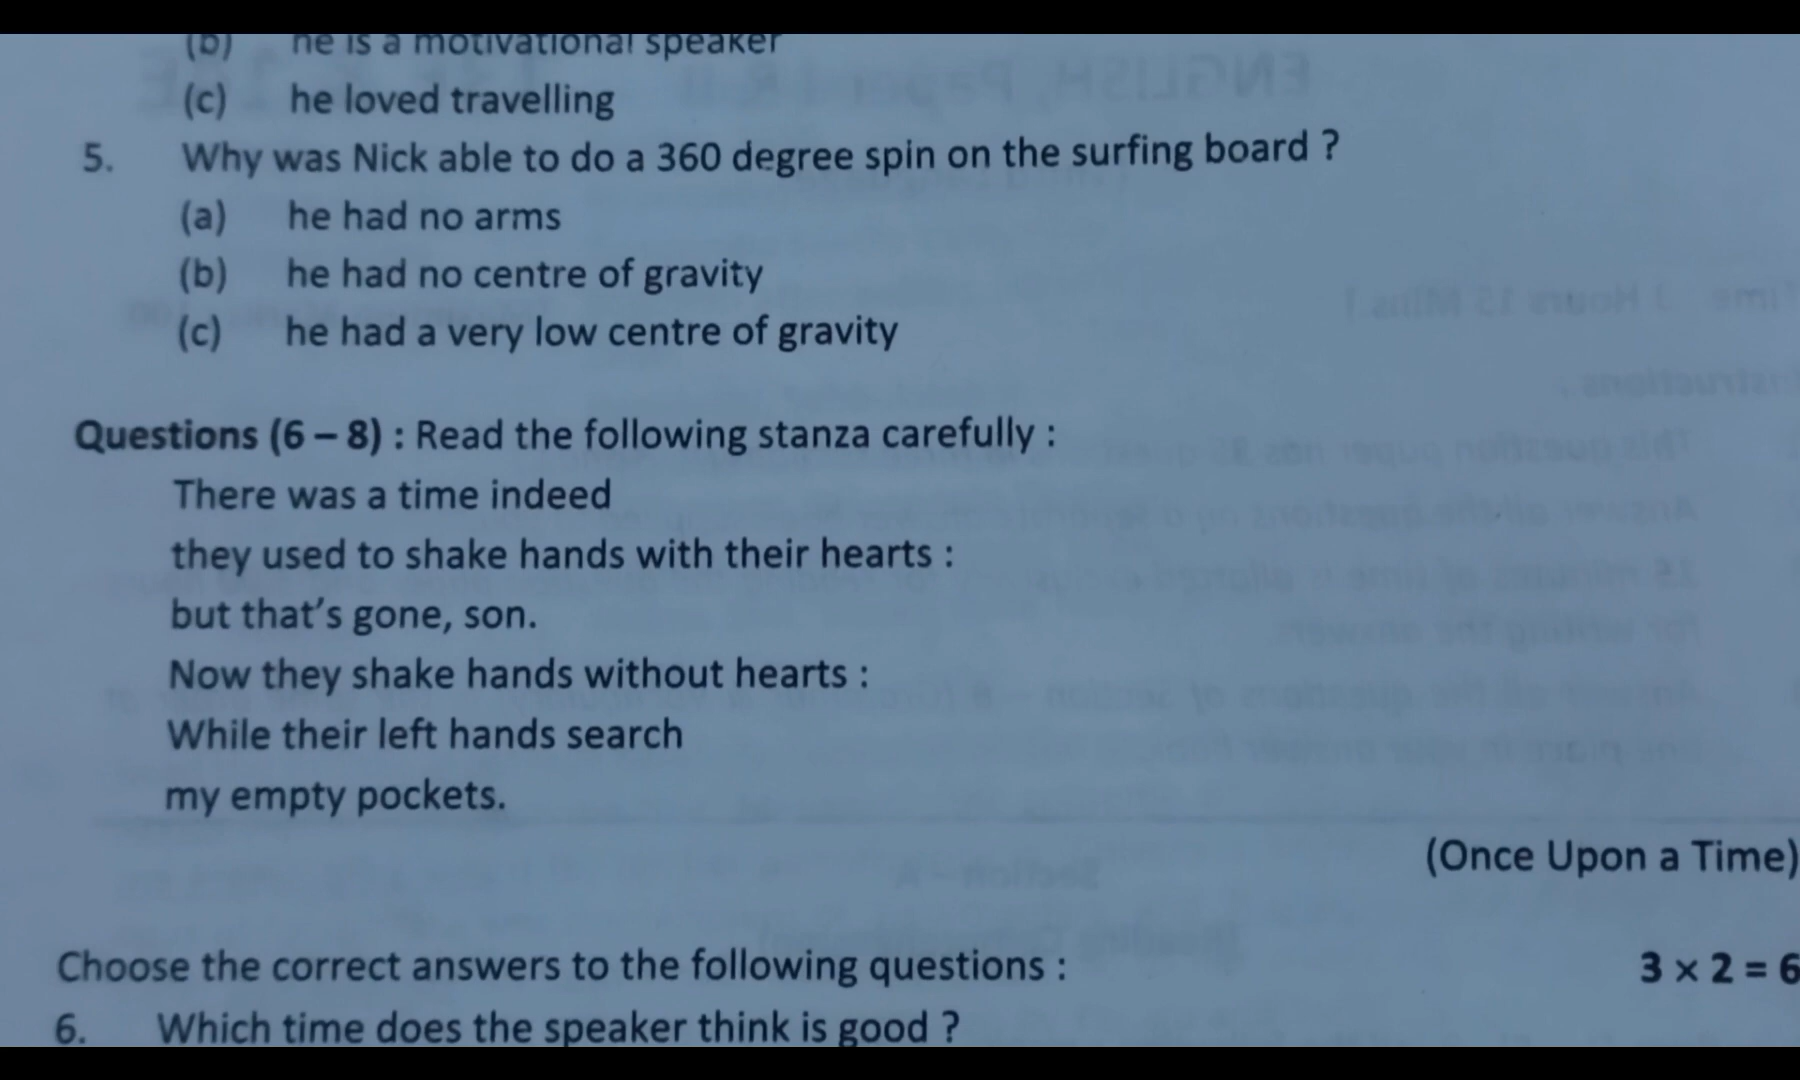 (b) he is a motivational speaker
(c) he loved travelling
5. Why was Nick able to do a 360 degree spin on the surfing board ?
(a) he had no arms
(b) he had no centre of gravity
(c) he had a very low centre of gravity
Questions (6 – 8) : Read the following stanza carefully :
There was a time indeed
they used to shake hands with their hearts :
but that's gone, son.
Now they shake hands without hearts :
While their left hands search
my empty pockets.
(Once Upon a Time)
Choose the correct answers to the following questions : 3 × 2 = 6
6. Which time does the speaker think is good ?